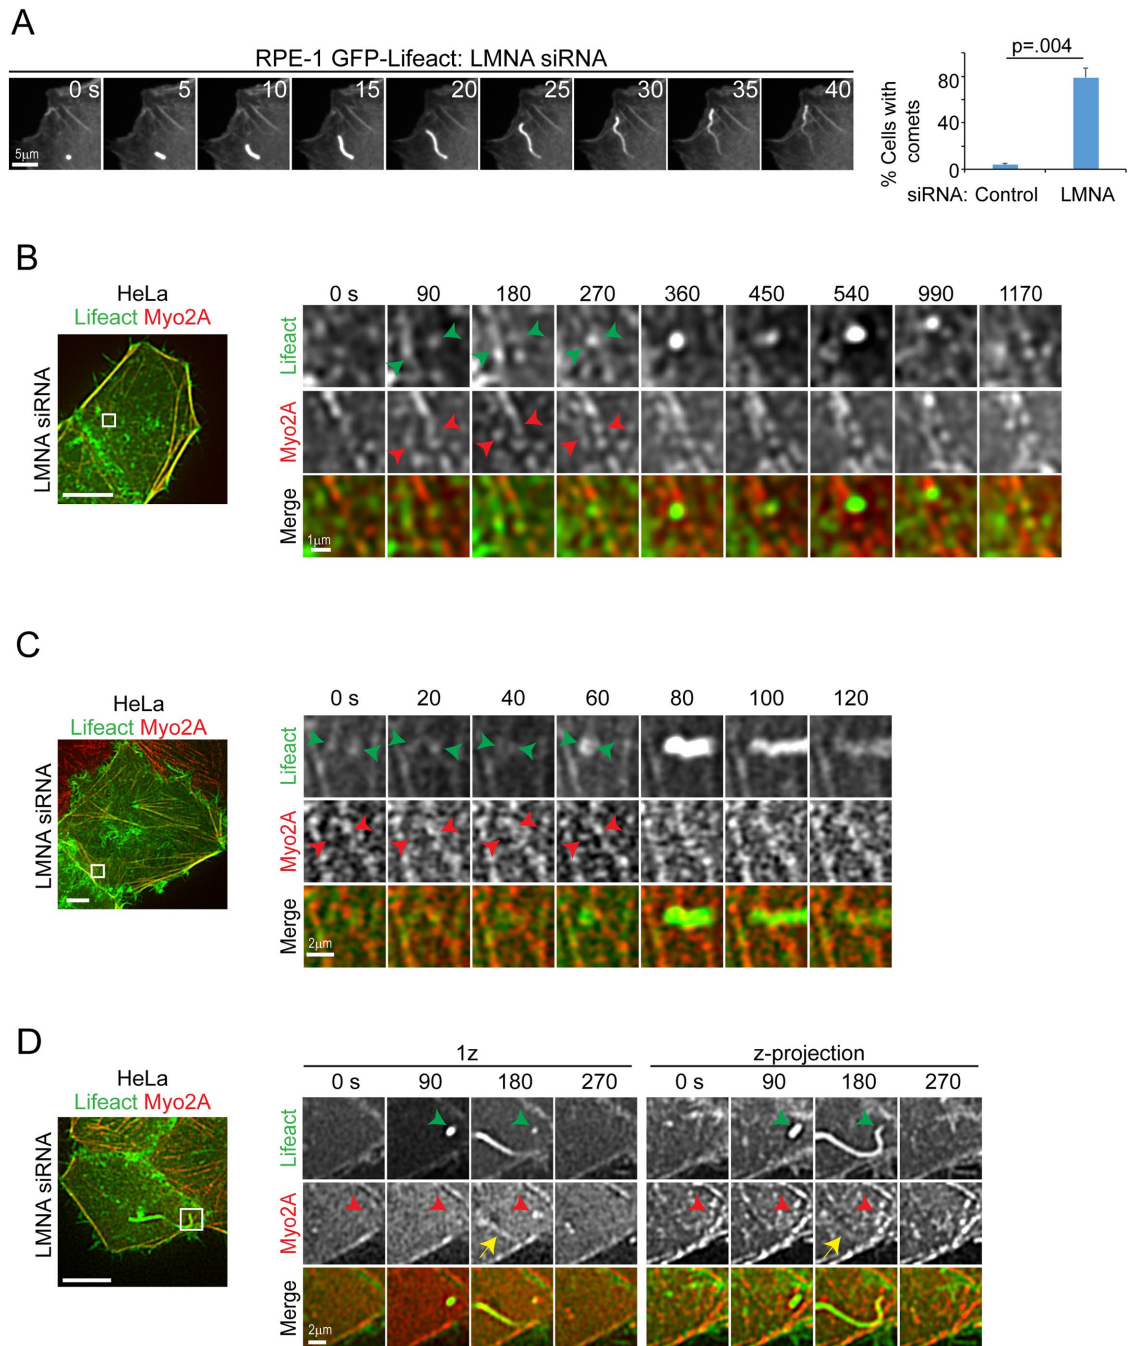 A
RPE-1 GFP-Lifeact: LMNA siRNA
0 s 5 10 15 20 25 30 35 40
5μm
p=.004
% Cells with comets
80
40
0
siRNA: Control LMNA
B
HeLa
Lifeact Myo2A
LMNA siRNA
0 s 90 180 270 360 450 540 990 1170
Lifeact
Myo2A
Merge
1μm
C
HeLa
Lifeact Myo2A
LMNA siRNA
0 s 20 40 60 80 100 120
Lifeact
Myo2A
Merge
2μm
D
HeLa
Lifeact Myo2A
LMNA siRNA
1z z-projection
0 s 90 180 270 0 s 90 180 270
Lifeact
Myo2A
Merge
2μm